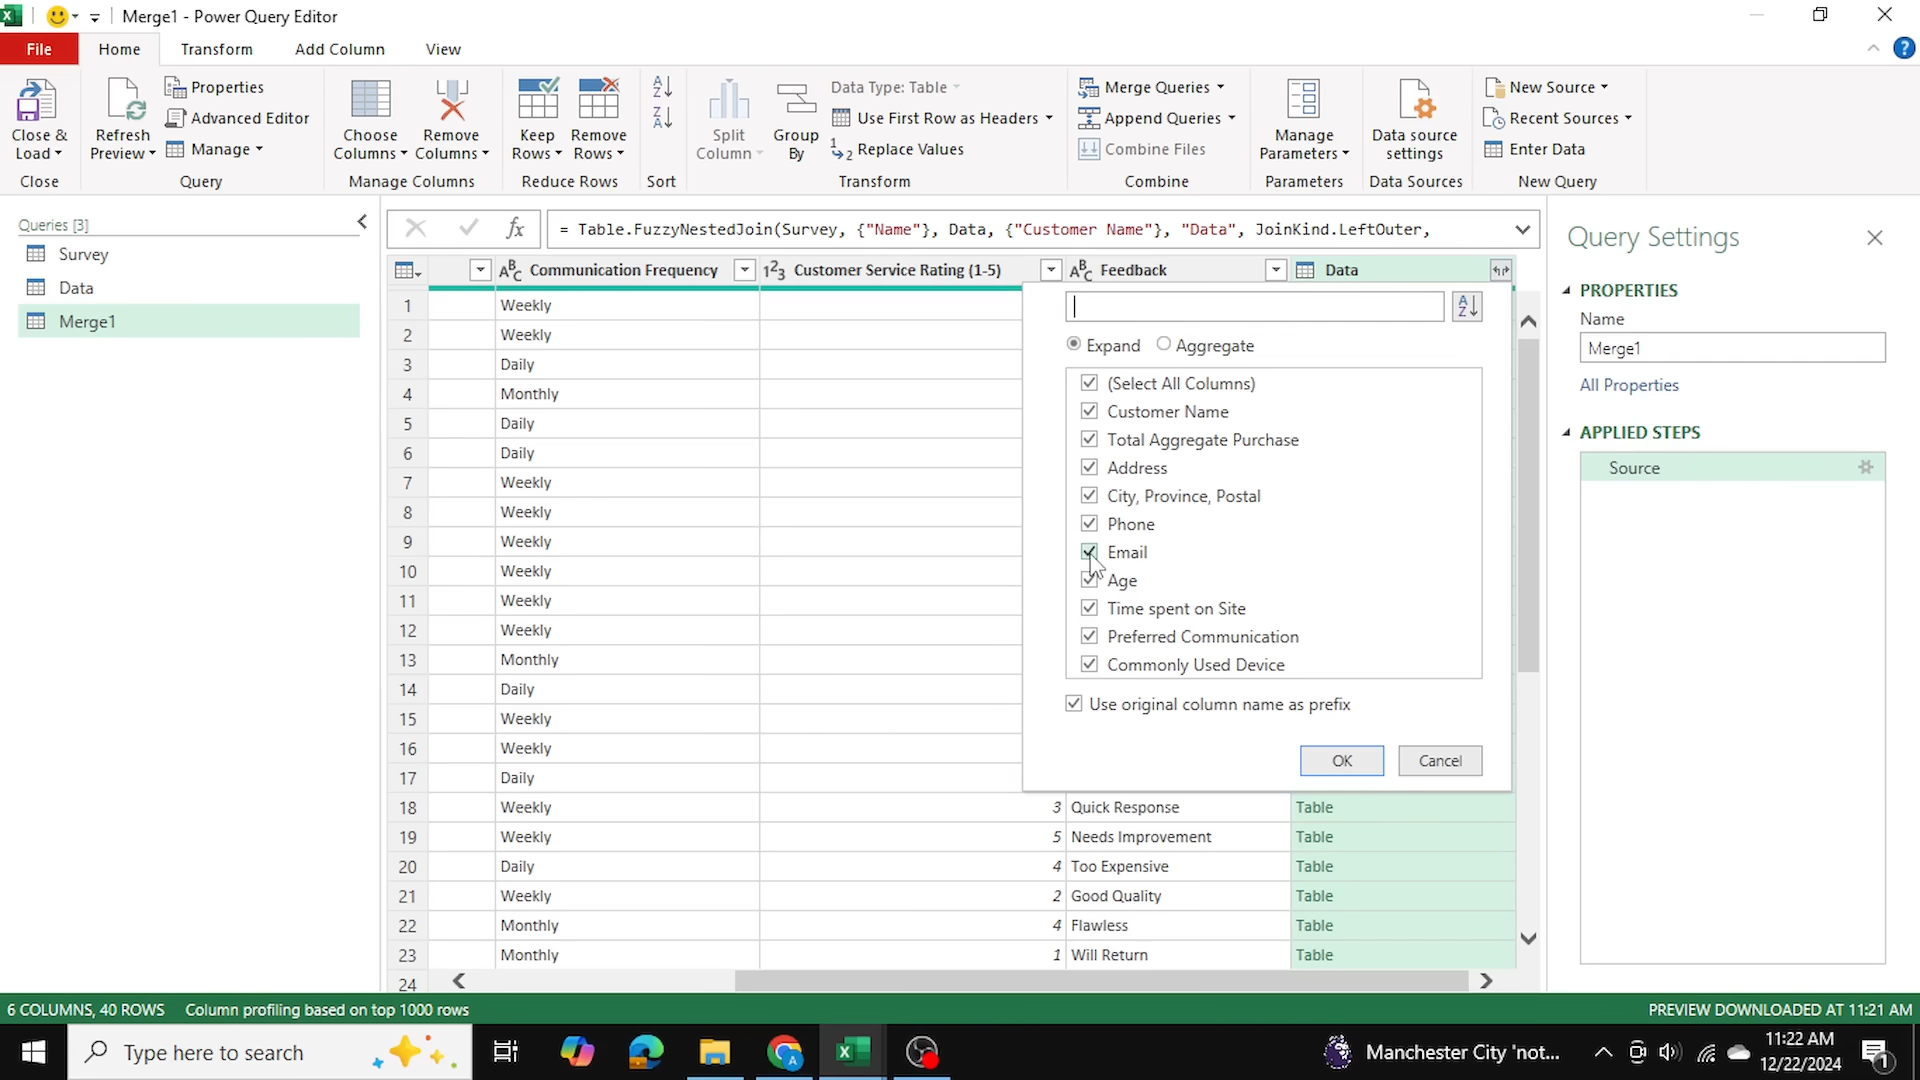 Merge1 - Power Query Editor
File Home Transform Add Column View
Close & Load
Close
Refresh Preview
Properties
Advanced Editor
Manage
Query
Choose Columns
Remove Columns
Manage Columns
Keep Rows
Remove Rows
Reduce Rows
Sort
Split Column
Group By
Data Type: Table
Use First Row as Headers
Replace Values
Transform
Merge Queries
Append Queries
Combine Files
Combine
Manage Parameters
Parameters
Data source settings
Data Sources
New Source
Recent Sources
Enter Data
New Query
Queries [3]
Survey
Data
Merge1
fx = Table.FuzzyNestedJoin(Survey, {"Name"}, Data, {"Customer Name"}, "Data", JoinKind.LeftOuter,
ABC Communication Frequency 123 Customer Service Rating (1-5) ABC Feedback Data
1 Weekly
2 Weekly
3 Daily
4 Monthly
5 Daily
6 Daily
7 Weekly
8 Weekly
9 Weekly
10 Weekly
11 Weekly
12 Weekly
13 Monthly
14 Daily
15 Weekly
16 Weekly
17 Daily
18 Weekly 3 Quick Response Table
19 Weekly 5 Needs Improvement Table
20 Daily 4 Too Expensive Table
21 Weekly 2 Good Quality Table
22 Monthly 4 Flawless Table
23 Monthly 1 Will Return Table
24
Expand Aggregate
(Select All Columns)
Customer Name
Total Aggregate Purchase
Address
City, Province, Postal
Phone
Email
Age
Time spent on Site
Preferred Communication
Commonly Used Device
Use original column name as prefix
OK Cancel
Query Settings
PROPERTIES
Name
Merge1
All Properties
APPLIED STEPS
Source
6 COLUMNS, 40 ROWS Column profiling based on top 1000 rows
PREVIEW DOWNLOADED AT 11:21 AM
Type here to search
Manchester City 'not...
11:22 AM
12/22/2024
1